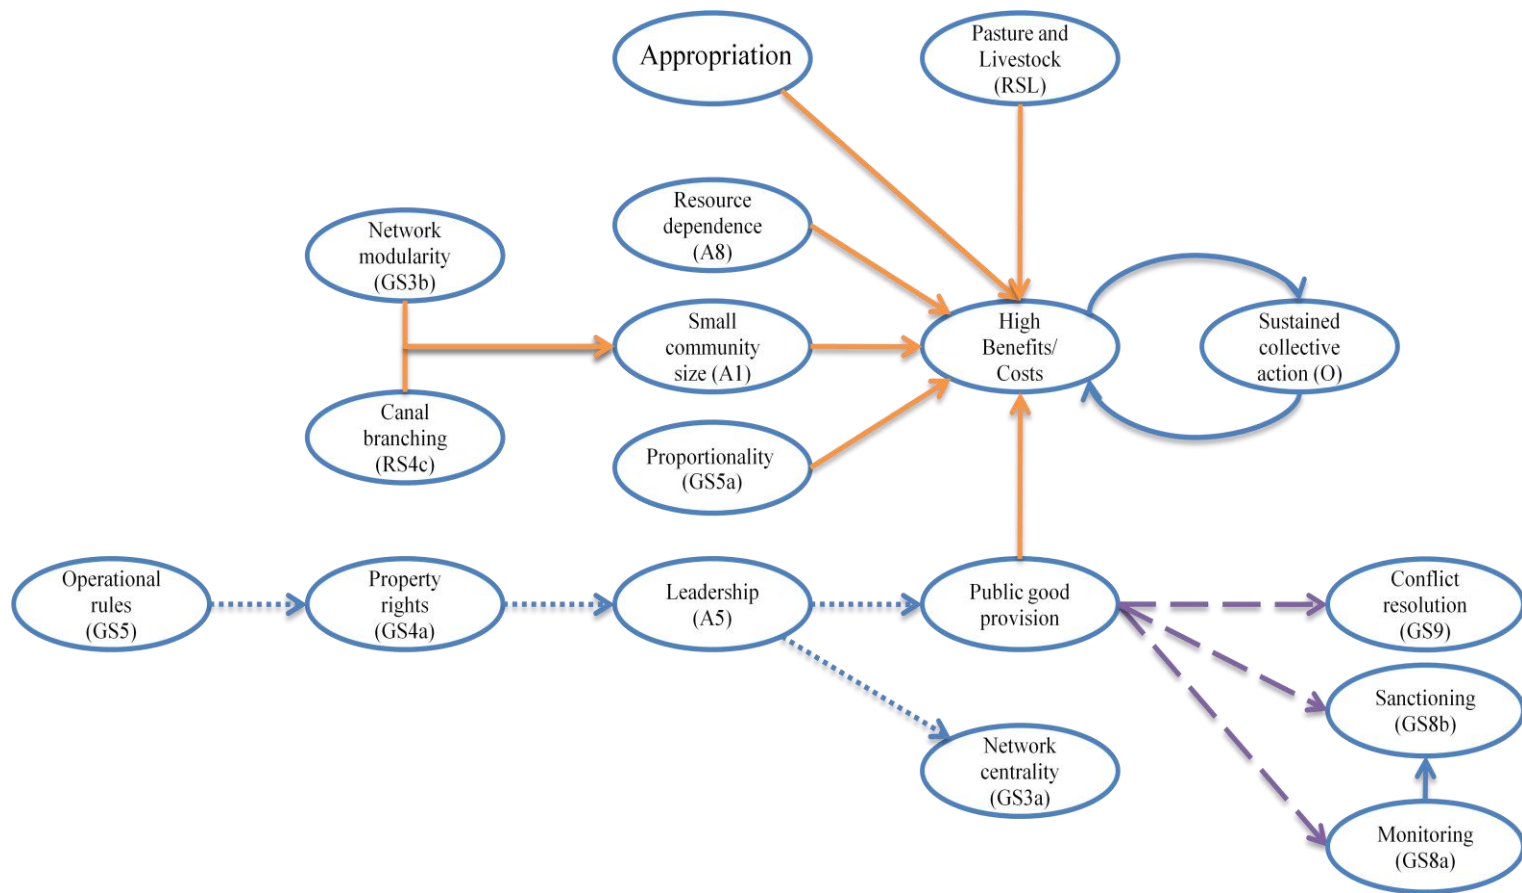 Appropriation
Pasture and
Livestock
(RSL)
Resource
dependence
(A8)
Network
modularity
(GS3b)
Small
community
size (A1)
High
Benefits/
Costs
Sustained
collective
action (O)
Canal
branching
(RS4c)
Proportionality
(GS5a)
Operational
rules
(GS5)
Property
rights
(GS4a)
Leadership
(A5)
Public good
provision
Conflict
resolution
(GS9)
Sanctioning
(GS8b)
Network
centrality
(GS3a)
Monitoring
(GS8a)